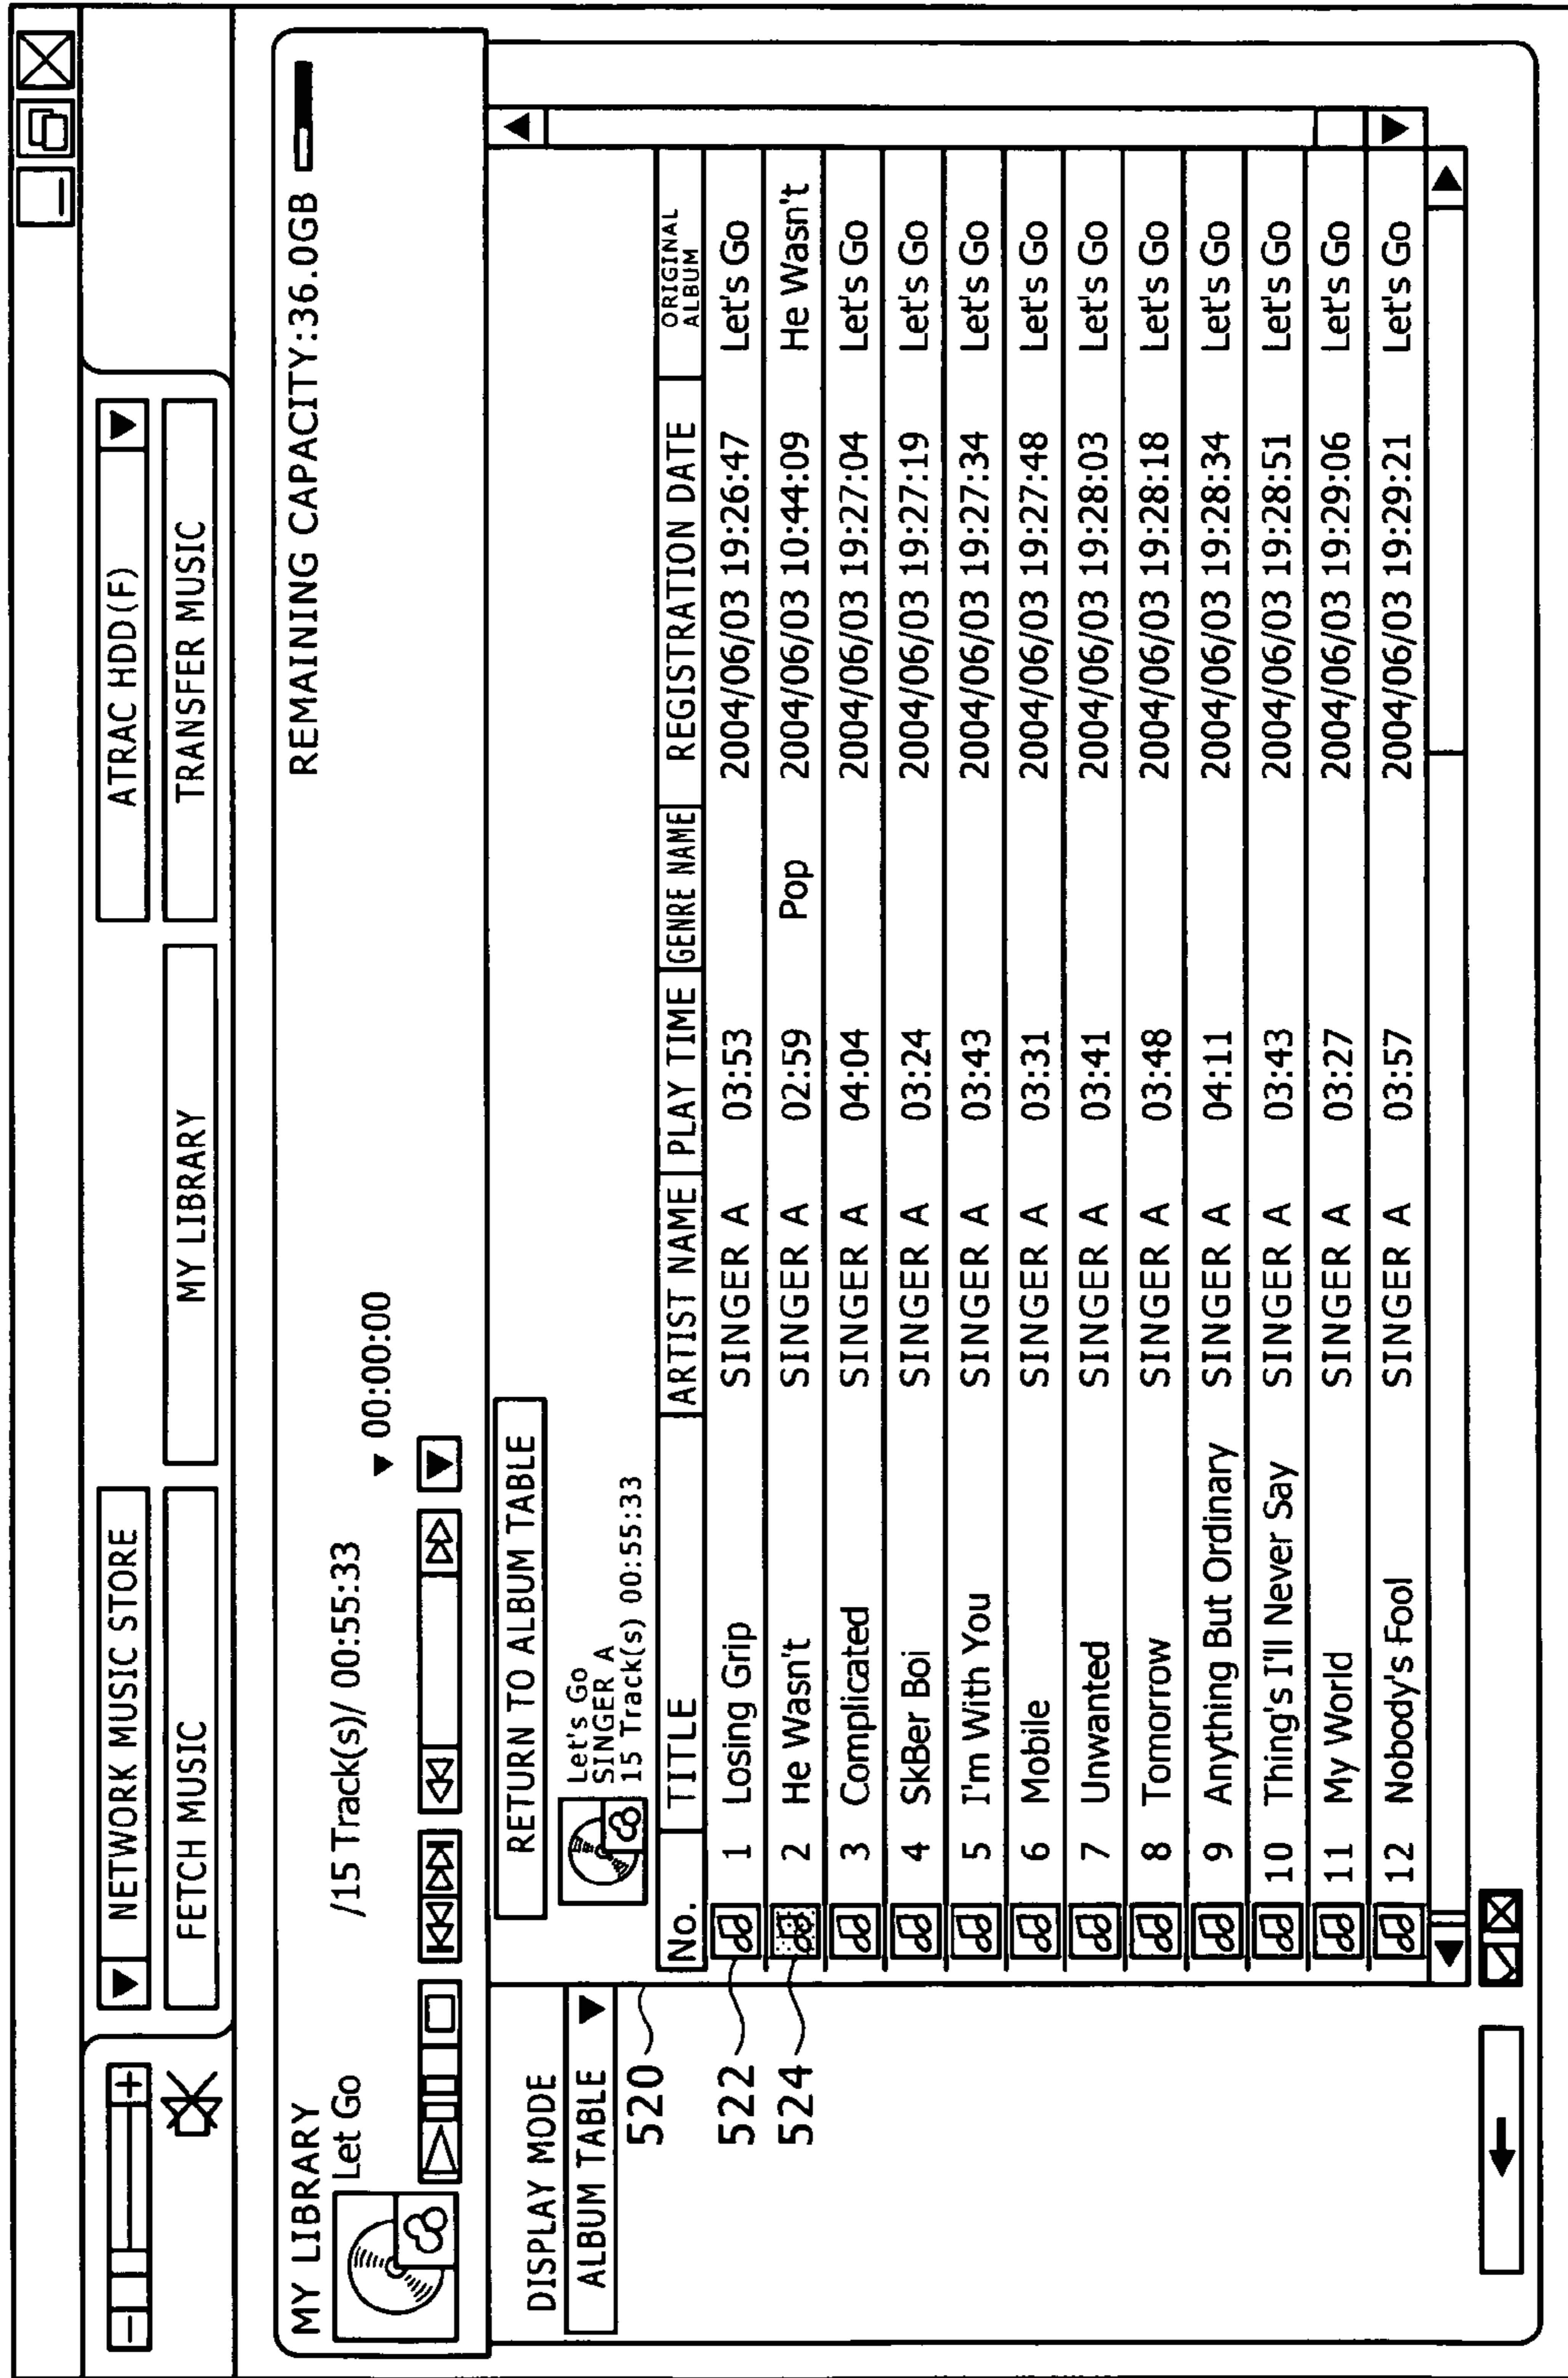 NETWORK MUSIC STORE
ATRAC HDD(F)
FETCH MUSIC
MY LIBRARY
TRANSFER MUSIC
MY LIBRARY
REMAINING CAPACITY:36.0GB
Let Go /15 Track(s)/ 00:55:33
00:00:00
DISPLAY MODE
ALBUM TABLE
RETURN TO ALBUM TABLE
Let's Go
SINGER A
15 Track(s) 00:55:33
520
522
524
No. TITLE ARTIST NAME PLAY TIME GENRE NAME REGISTRATION DATE ORIGINAL ALBUM
1 Losing Grip SINGER A 03:53 2004/06/03 19:26:47 Let's Go
2 He Wasn't SINGER A 02:59 Pop 2004/06/03 10:44:09 He Wasn't
3 Complicated SINGER A 04:04 2004/06/03 19:27:04 Let's Go
4 SkBer Boi SINGER A 03:24 2004/06/03 19:27:19 Let's Go
5 I'm With You SINGER A 03:43 2004/06/03 19:27:34 Let's Go
6 Mobile SINGER A 03:31 2004/06/03 19:27:48 Let's Go
7 Unwanted SINGER A 03:41 2004/06/03 19:28:03 Let's Go
8 Tomorrow SINGER A 03:48 2004/06/03 19:28:18 Let's Go
9 Anything But Ordinary SINGER A 04:11 2004/06/03 19:28:34 Let's Go
10 Thing's I'll Never Say SINGER A 03:43 2004/06/03 19:28:51 Let's Go
11 My World SINGER A 03:27 2004/06/03 19:29:06 Let's Go
12 Nobody's Fool SINGER A 03:57 2004/06/03 19:29:21 Let's Go